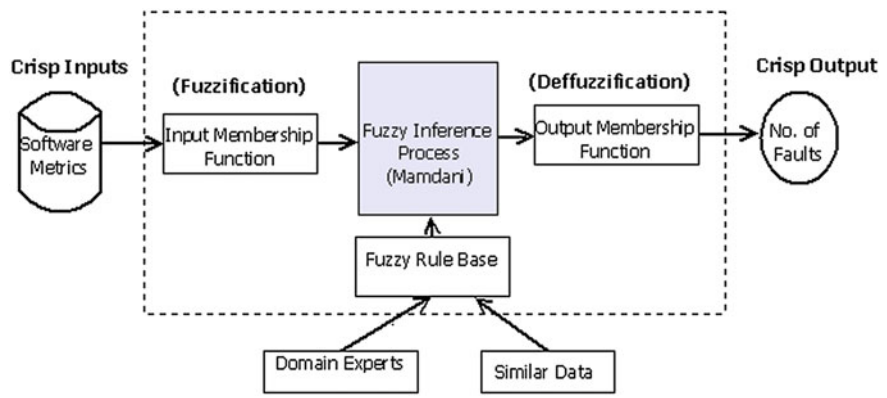 Crisp Inputs
Software
Metrics
(Fuzzification)
Input Membership
Function
Fuzzy Inference
Process
(Mamdani)
(Deffuzzification)
Output Membership
Function
Crisp Output
No. of
Faults
Fuzzy Rule Base
Domain Experts
Similar Data